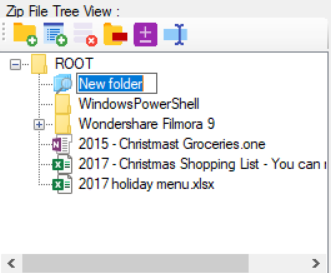 Zip File Tree View :
ROOT
New folder
WindowsPowerShell
Wondershare Filmora 9
2015 - Christmast Groceries.one
2017 - Christmas Shopping List - You can
2017 holiday menu.xlsx